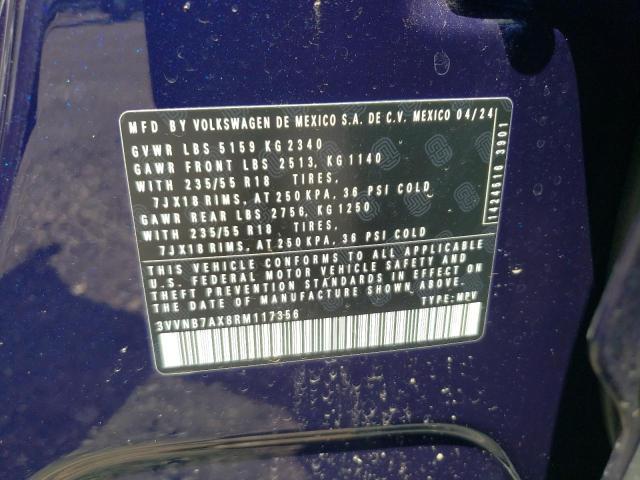 MFD BY VOLKSWAGEN DE MEXICO S.A. DE C.V. MEXICO 04/24
GVWR LBS 5159 KG 2340
GAWR FRONT LBS 2513, KG 1140
WITH 235/55 R18 TIRES,
7JX18 RIMS, AT 250 KPA, 36 PSI COLD
GAWR REAR LBS 2756, KG 1250
WITH 235/55 R18 TIRES,
7JX18 RIMS, AT 250 KPA, 36 PSI COLD
THIS VEHICLE CONFORMS TO ALL APPLICABLE
U.S. FEDERAL MOTOR VEHICLE SAFETY AND
THEFT PREVENTION STANDARDS IN EFFECT ON
THE DATE OF MANUFACTURE SHOWN ABOVE.
3VVNB7AX8RM117356 TYPE: MPV
1424516 3901